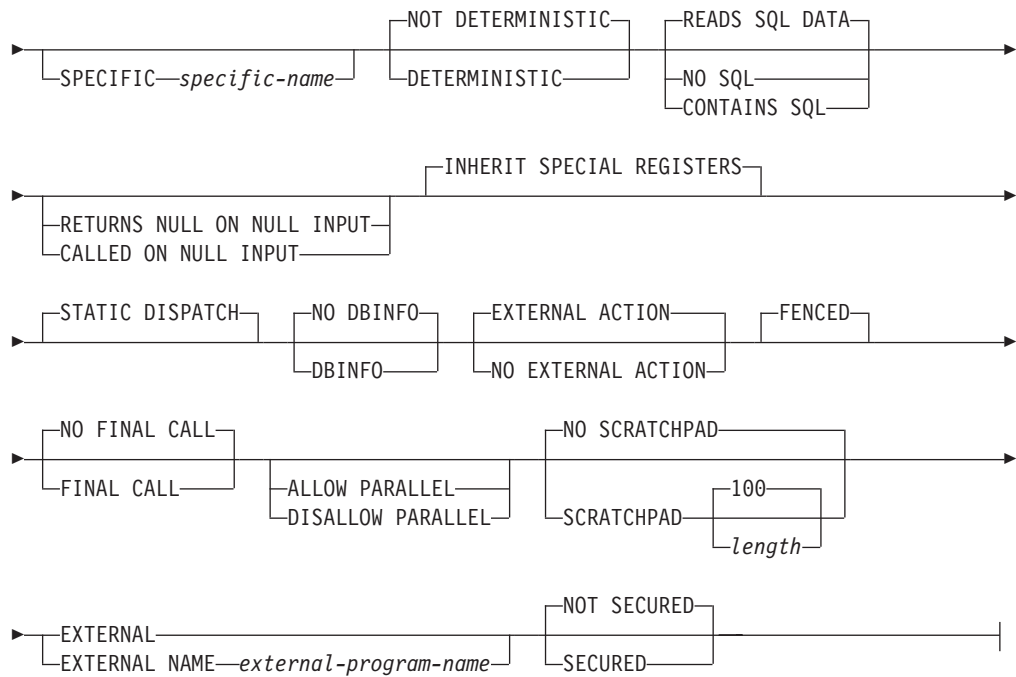 NOT DETERMINISTIC READS SQL DATA
SPECIFIC specific-name DETERMINISTIC NO SQL
CONTAINS SQL
INHERIT SPECIAL REGISTERS
RETURNS NULL ON NULL INPUT
CALLED ON NULL INPUT
STATIC DISPATCH NO DBINFO EXTERNAL ACTION FENCED
DBINFO NO EXTERNAL ACTION
NO FINAL CALL NO SCRATCHPAD
FINAL CALL ALLOW PARALLEL 100
DISALLOW PARALLEL SCRATCHPAD
length
NOT SECURED
EXTERNAL
EXTERNAL NAME external-program-name SECURED